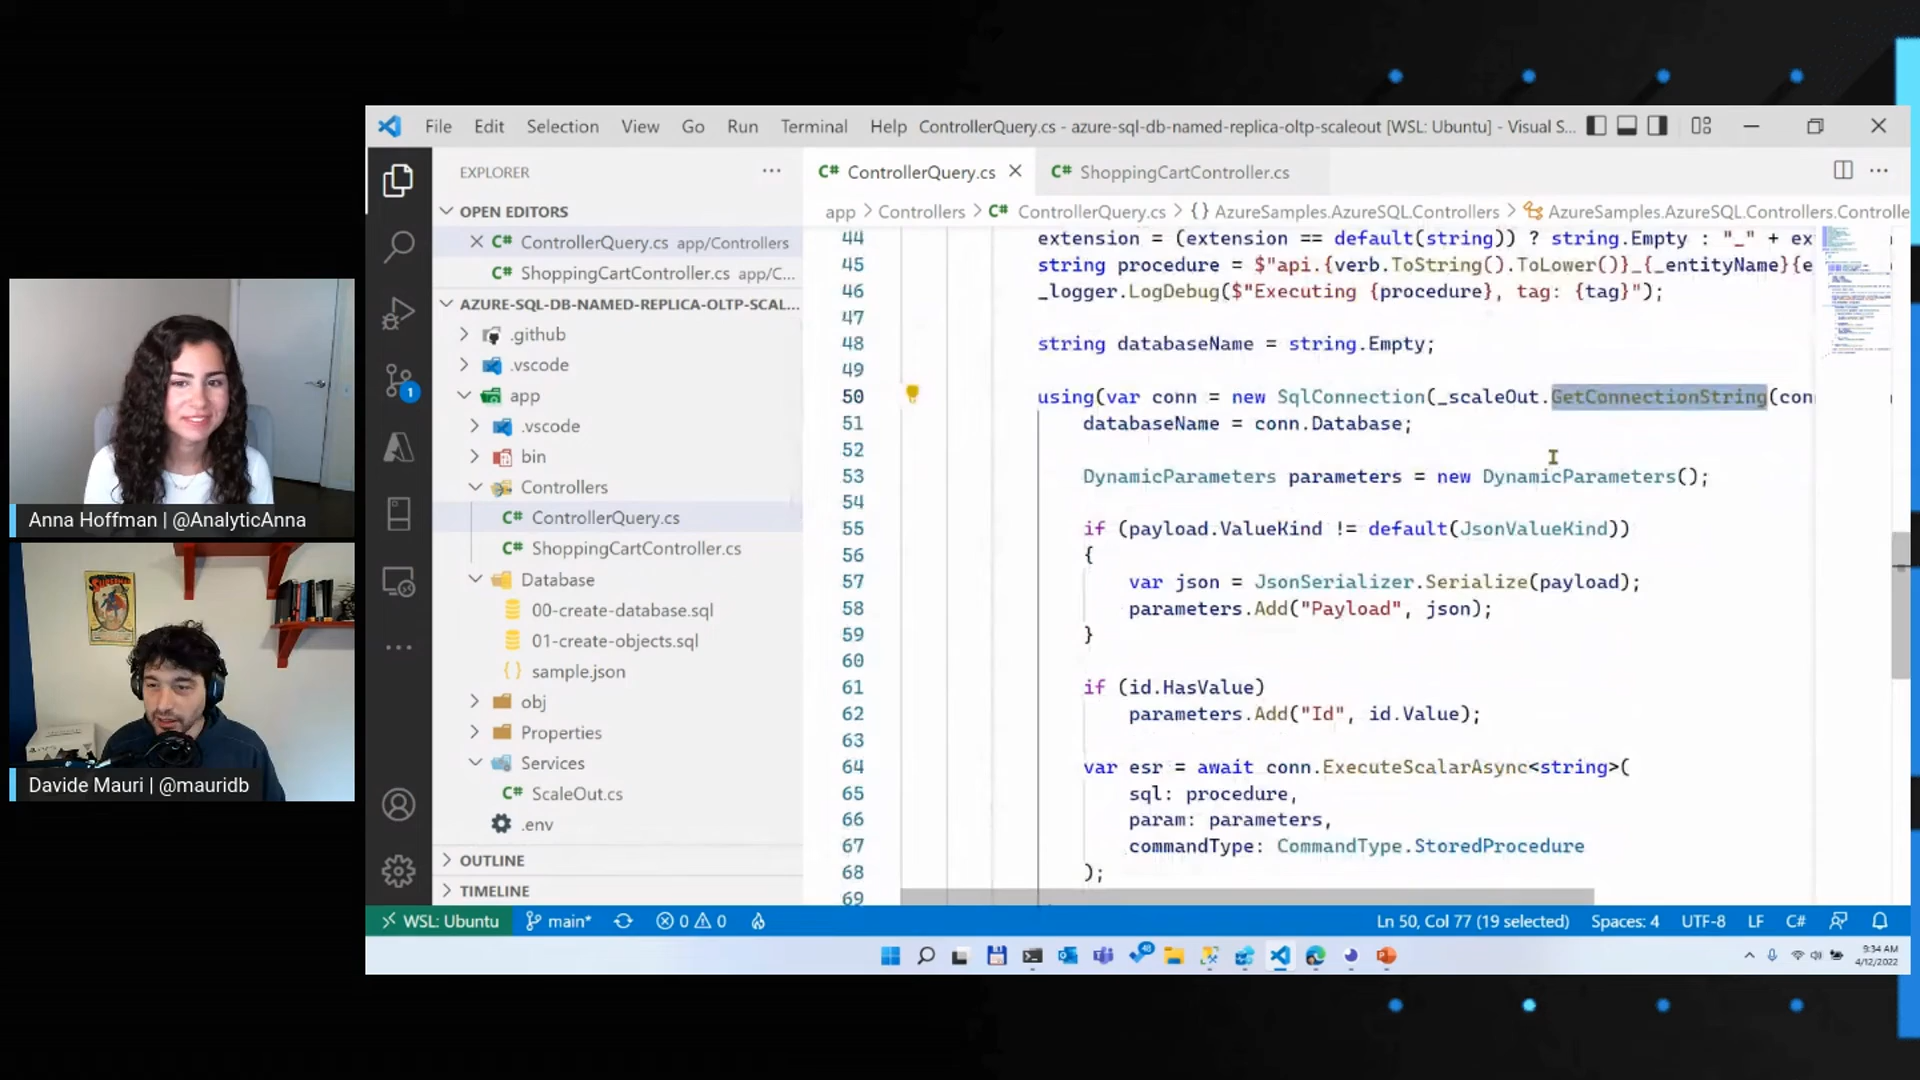 File Edit Selection View Go Run Terminal Help ControllerQuery.cs - azure-sql-db-named-replica-oltp-scaleout [WSL: Ubuntu] - Visual S...
EXPLORER
OPEN EDITORS
ControllerQuery.cs app/Controllers
ShoppingCartController.cs app/C...
AZURE-SQL-DB-NAMED-REPLICA-OLTP-SCAL...
.github
.vscode
app
.vscode
bin
Controllers
ControllerQuery.cs
ShoppingCartController.cs
Database
00-create-database.sql
01-create-objects.sql
sample.json
obj
Properties
Services
ScaleOut.cs
.env
OUTLINE
TIMELINE
1
ControllerQuery.cs ShoppingCartController.cs
app > Controllers > ControllerQuery.cs > {} AzureSamples.AzureSQL.Controllers > AzureSamples.AzureSQL.Controllers.Controlle
44 extension = (extension == default(string)) ? string.Empty : "_" + ex
45 string procedure = $"api.{verb.ToString().ToLower()}_{_entityName}{e
46 _logger.LogDebug($"Executing {procedure}, tag: {tag}");
47
48 string databaseName = string.Empty;
49
50 using(var conn = new SqlConnection(_scaleOut.GetConnectionString(con
51 databaseName = conn.Database;
52
53 DynamicParameters parameters = new DynamicParameters();
54
55 if (payload.ValueKind != default(JsonValueKind))
56 {
57 var json = JsonSerializer.Serialize(payload);
58 parameters.Add("Payload", json);
59 }
60
61 if (id.HasValue)
62 parameters.Add("Id", id.Value);
63
64 var esr = await conn.ExecuteScalarAsync<string>(
65 sql: procedure,
66 param: parameters,
67 commandType: CommandType.StoredProcedure
68 );
69
WSL: Ubuntu main* 0 0 Ln 50, Col 77 (19 selected) Spaces: 4 UTF-8 LF C#
48
9:34 AM
4/12/2022
Anna Hoffman | @AnalyticAnna
SUPERMAN
Davide Mauri | @mauridb